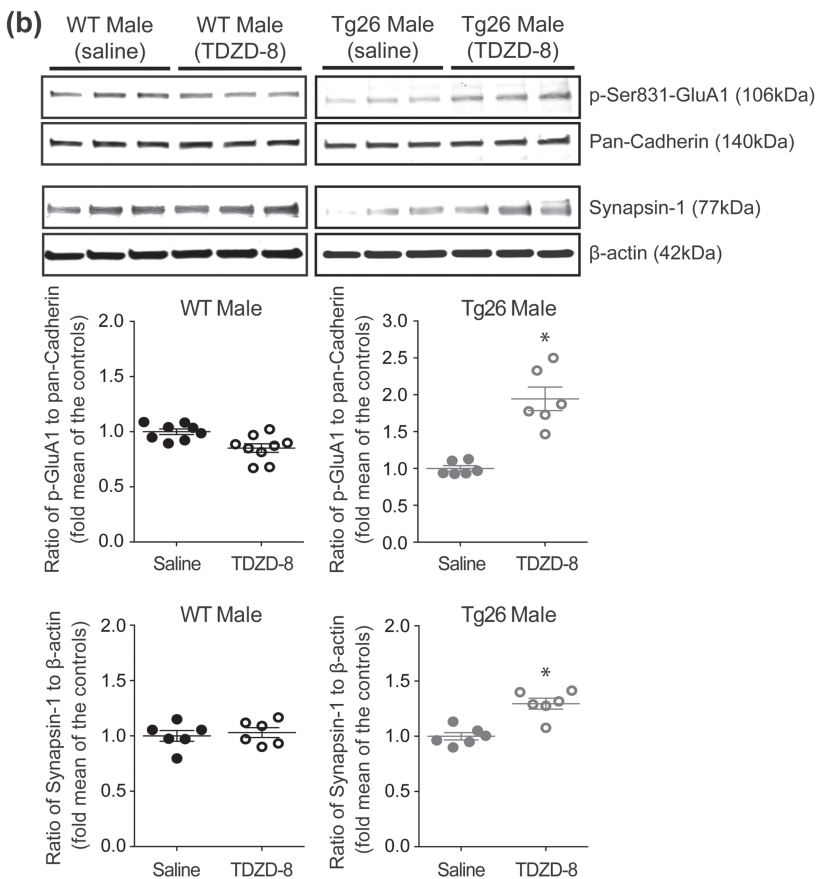 (b)
WT Male (saline)
WT Male (TDZD-8)
Tg26 Male (saline)
Tg26 Male (TDZD-8)
p-Ser831-GluA1 (106kDa)
Pan-Cadherin (140kDa)
Synapsin-1 (77kDa)
β-actin (42kDa)
WT Male
Ratio of p-GluA1 to pan-Cadherin
(fold mean of the controls)
2.0
1.5
1.0
0.5
0.0
Saline
TDZD-8
Tg26 Male
Ratio of p-GluA1 to pan-Cadherin
(fold mean of the controls)
3.0
2.5
2.0
1.5
1.0
0.5
0.0
*
Saline
TDZD-8
WT Male
Ratio of Synapsin-1 to β-actin
(fold mean of the controls)
2.0
1.5
1.0
0.5
0.0
Saline
TDZD-8
Tg26 Male
Ratio of Synapsin-1 to β-actin
(fold mean of the controls)
2.0
1.5
1.0
0.5
0.0
*
Saline
TDZD-8